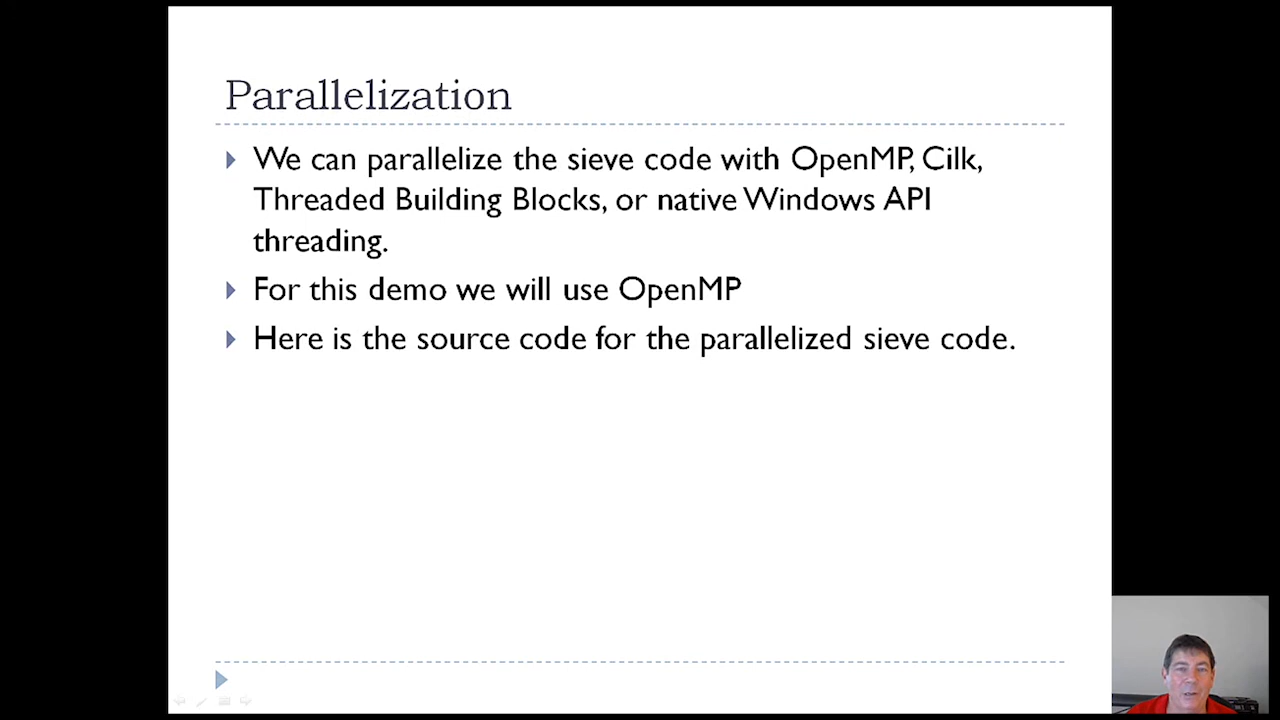 Parallelization
We can parallelize the sieve code with OpenMP, Cilk,
Threaded Building Blocks, or native Windows API
threading.
For this demo we will use OpenMP
Here is the source code for the parallelized sieve code.